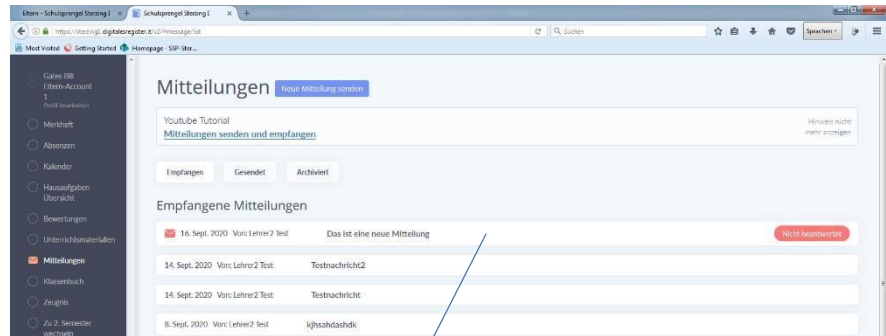 Eltern - Schulsprengel Sterzing I
Schulsprengel Sterzing I
https://sterzing1.digitalesregister.it/v2/#message/list
Suchen
Sprachen
Most Visited Getting Started Homepage - SSP-Ster...
Gates Bill
Eltern-Account
1
Profil bearbeiten
Merkheft
Absenzen
Kalender
Hausaufgaben
Übersicht
Bewertungen
Unterrichtsmaterialien
Mitteilungen
Klassenbuch
Zeugnis
Zu 2. Semester
wechseln
Mitteilungen Neue Mitteilung senden
Youtube Tutorial
Mitteilungen senden und empfangen
Hinweis nicht
mehr anzeigen
Empfangen Gesendet Archiviert
Empfangene Mitteilungen
16. Sept. 2020 Von: Lehrer2 Test Das ist eine neue Mitteilung Nicht beantwortet
14. Sept. 2020 Von: Lehrer2 Test Testnachricht2
14. Sept. 2020 Von: Lehrer2 Test Testnachricht
8. Sept. 2020 Von: Lehrer2 Test kjhsahdashdk